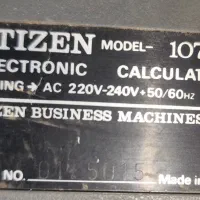 TIZEN MODEL- 107
ECTRONIC CALCULAT
ING→ AC 220V-240V+50/60HZ
ZEN BUSINESS MACHINES
NO.
Made in